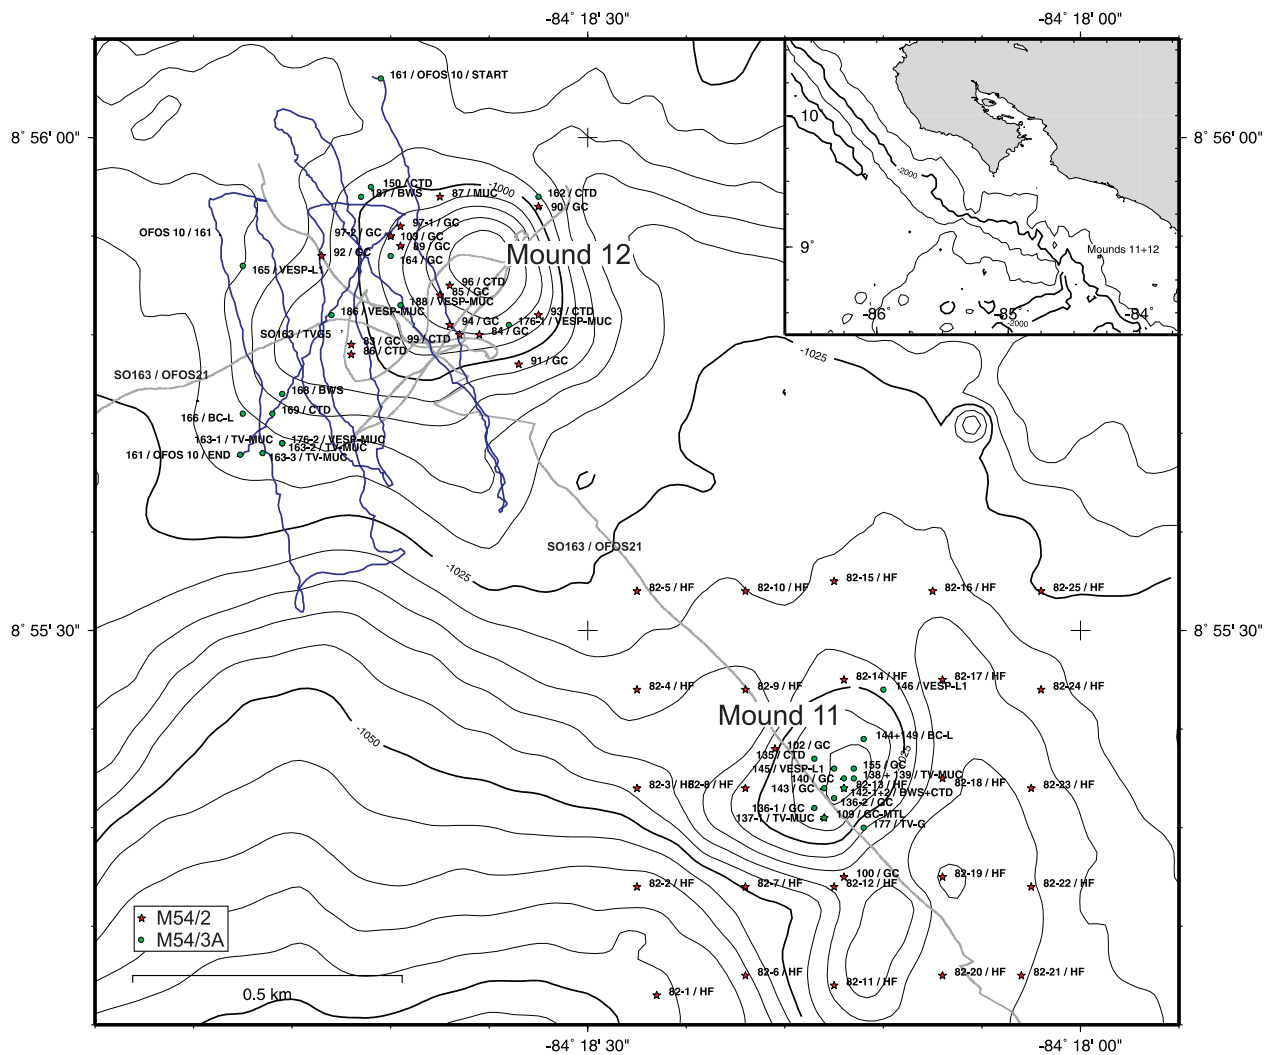 -84° 18' 30"
-84° 18' 00"
8° 56' 00"
8° 56' 00"
8° 55' 30"
8° 55' 30"
-84° 18' 30"
-84° 18' 00"
10°
9°
-86°
-85°
-84°
-2000
-2000
Mounds 11+12
161 / OFOS 10 / START
150 / CTD
187 / BWS
87 / MUC
-1000
162 / CTD
90 / GC
97-1 / GC
97-2 / GC
103 / GC
89 / GC
OFOS 10 / 161
92 / GC
164 / GC
Mound 12
165 / VESP-L1
96 / CTD
85 / GC
188 / VESP-MUC
186 / VESP-MUC
93 / CTD
94 / GC
176-1 / VESP-MUC
SO163 / TVG5
84 / GC
99 / CTD
83 / GC
86 / CTD
91 / GC
-1025
SO163 / OFOS21
168 / BWS
166 / BC-L
169 / CTD
163-1 / TV-MUC
176-2 / VESP-MUC
163-2 / TV-MUC
161 / OFOS 10 / END
163-3 / TV-MUC
SO163 / OFOS21
-1025
82-5 / HF
82-10 / HF
82-15 / HF
82-16 / HF
82-25 / HF
82-4 / HF
82-9 / HF
82-14 / HF
82-17 / HF
146 / VESP-L1
82-24 / HF
Mound 11
-1050
144+149 / BC-L
102 / GC
135 / CTD
-1025
155 / GC
145 / VESP-L1
138 + 139 / TV-MUC
140 / GC
82-3 / HF
82-8 / HF
143 / GC
82-13 / HF
82-18 / HF
82-23 / HF
142-1+2 / BWS+CTD
136-2 / GC
136-1 / GC
109 / GC-MTL
137-1 / TV-MUC
177 / TV-G
100 / GC
82-19 / HF
82-2 / HF
82-7 / HF
82-12 / HF
82-22 / HF
M54/2
M54/3A
0.5 km
82-6 / HF
82-11 / HF
82-20 / HF
82-21 / HF
82-1 / HF